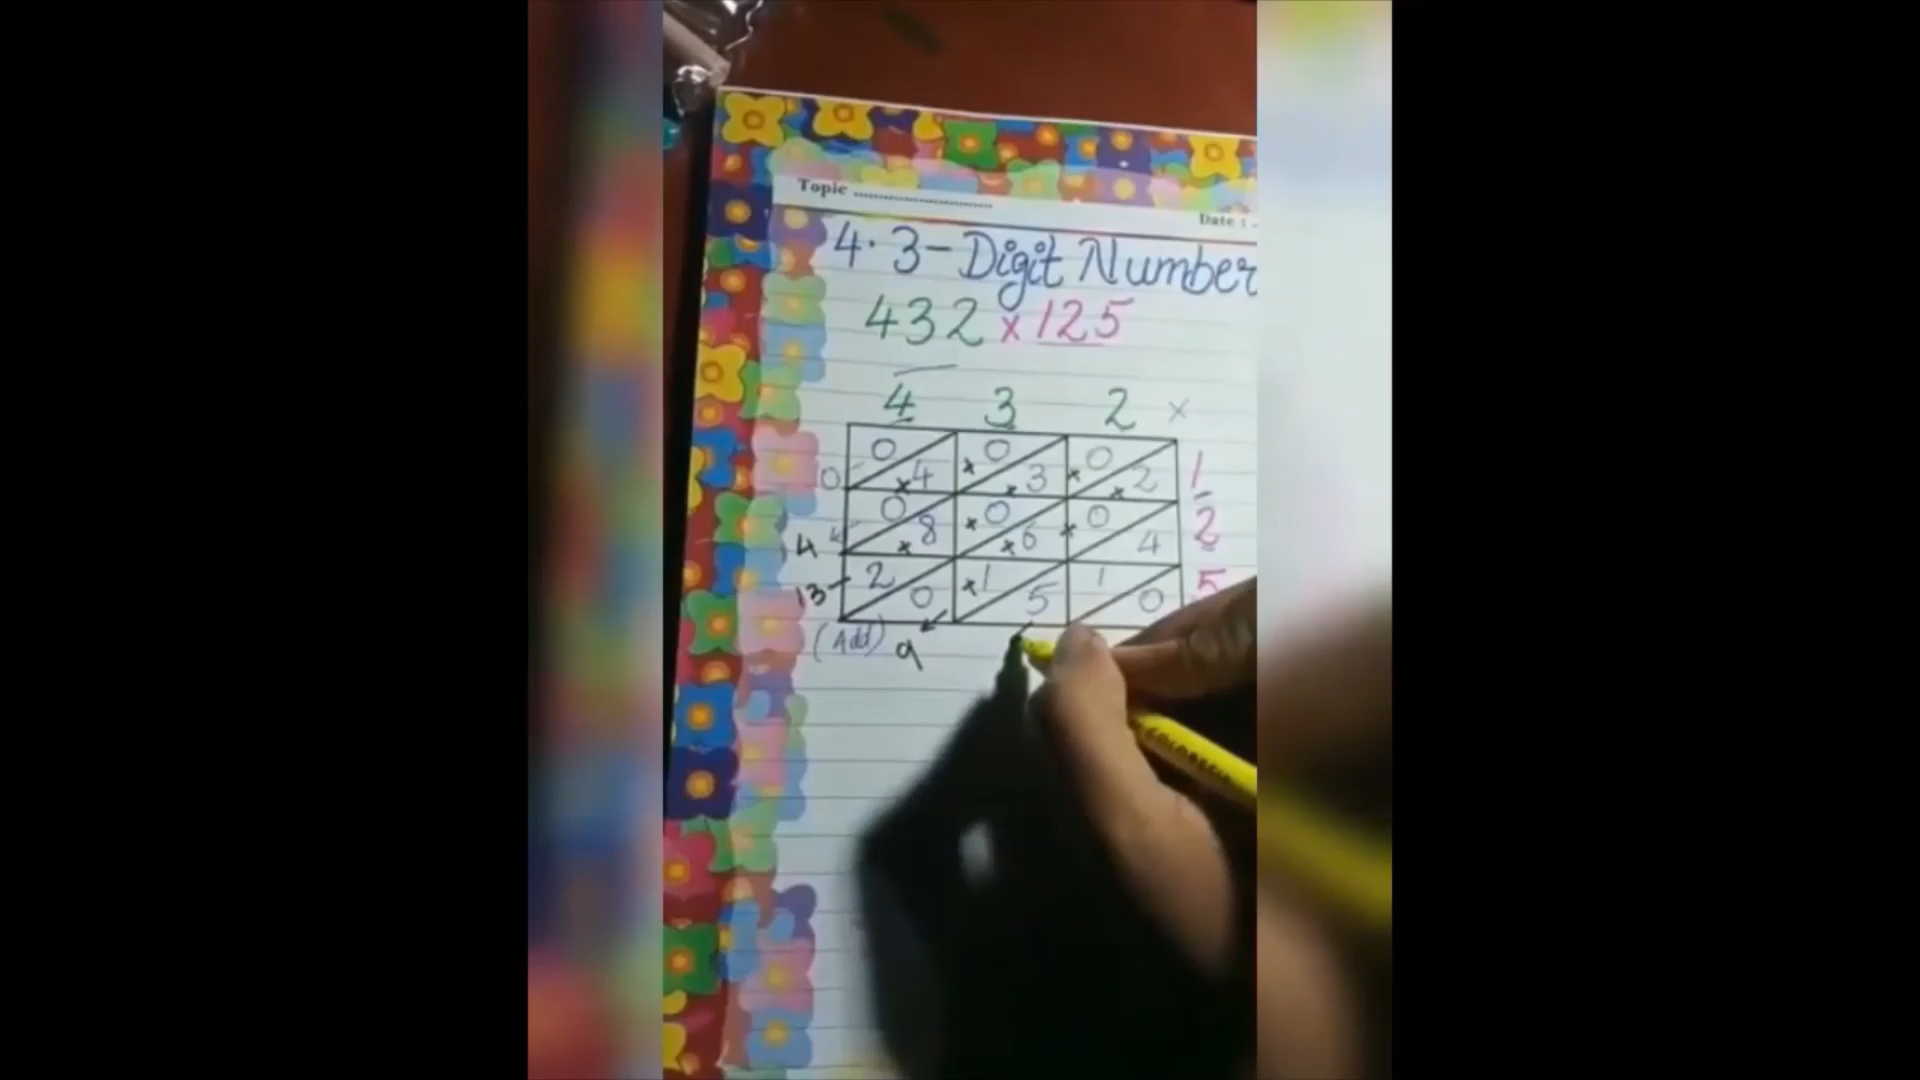 Topic ............................
Date :
4. 3- Digit Number
432 x 125
4 3 2 x
0 0 0
0 4 3 2 1
0 0 0 2
4 8 6 4
2 1 1 5
13 0 5 0
(Add) 9
COLORPEN